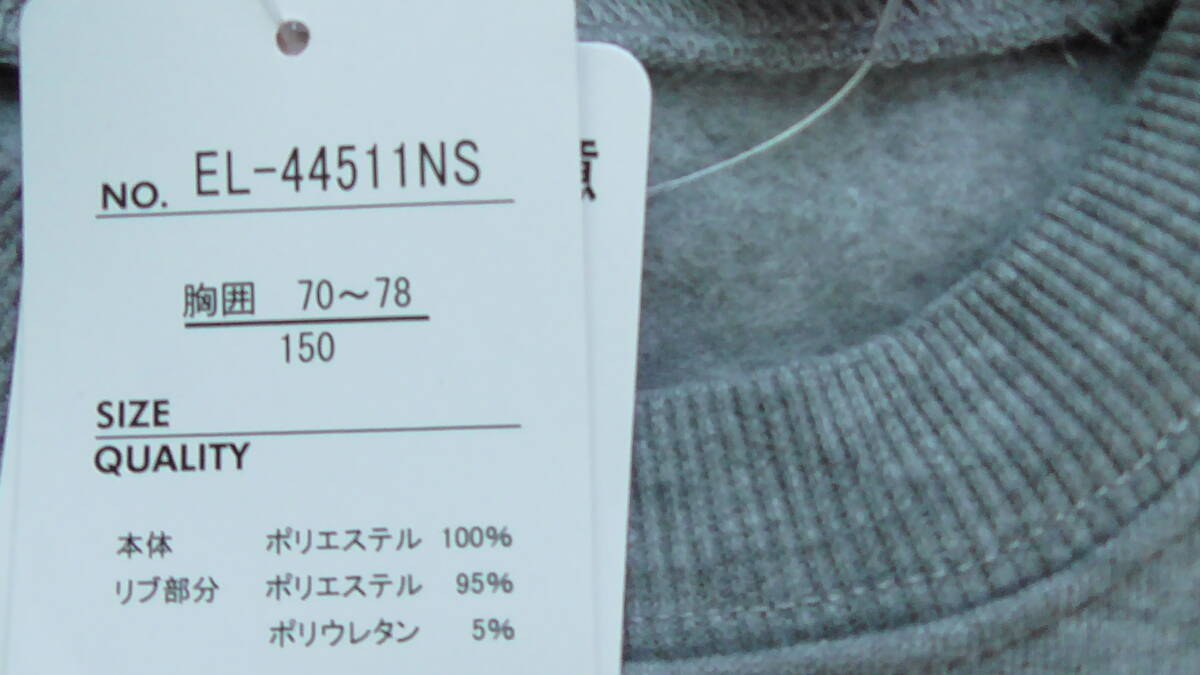 NO. EL-44511NS
胸囲 70～78
150
SIZE
QUALITY
本体 ポリエステル 100%
リブ部分 ポリエステル 95%
ポリウレタン 5%